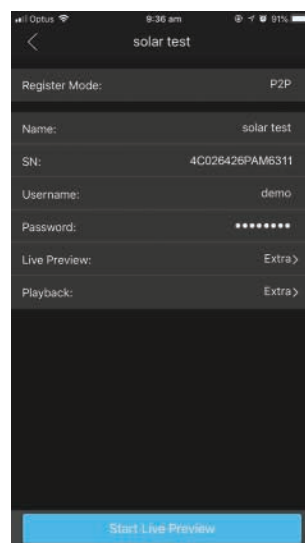 Optus 9:36 am 91%
solar test
Register Mode: P2P
Name: solar test
SN: 4C026426PAM6311
Username: demo
Password: ••••••••
Live Preview: Extra>
Playback: Extra>
Start Live Preview